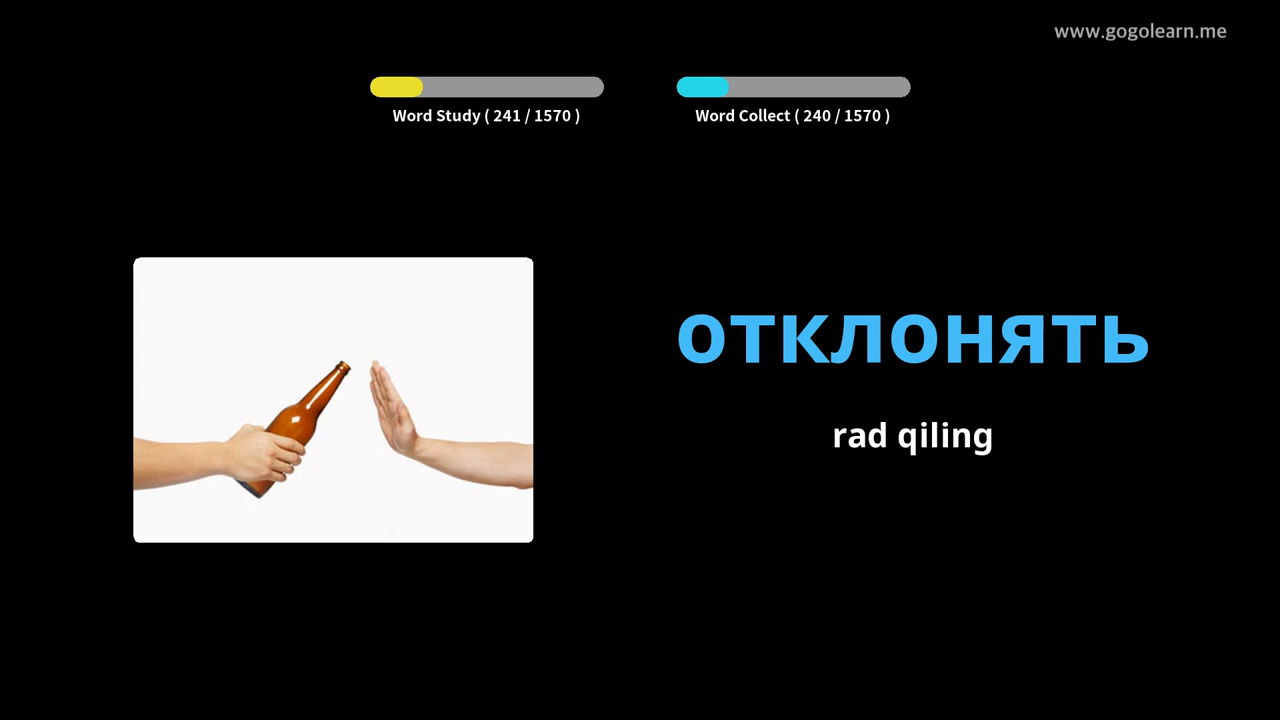 www.gogolearn.me
Word Study ( 241 / 1570 )
Word Collect ( 240 / 1570 )
отклонять
rad qiling